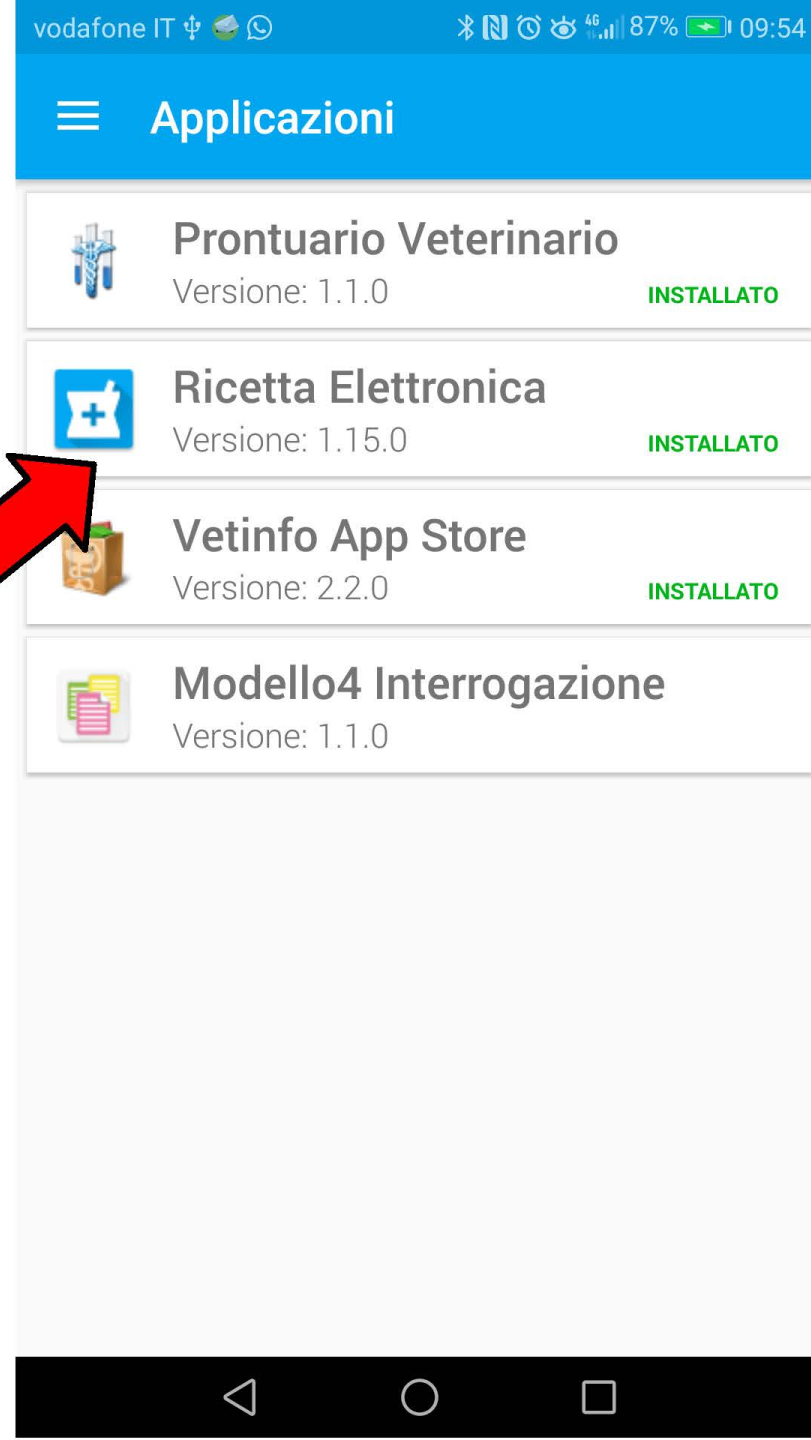 vodafone IT 4G 87% 09:54
Applicazioni
Prontuario Veterinario
Versione: 1.1.0
INSTALLATO
Ricetta Elettronica
Versione: 1.15.0
INSTALLATO
Vetinfo App Store
Versione: 2.2.0
INSTALLATO
Modello4 Interrogazione
Versione: 1.1.0